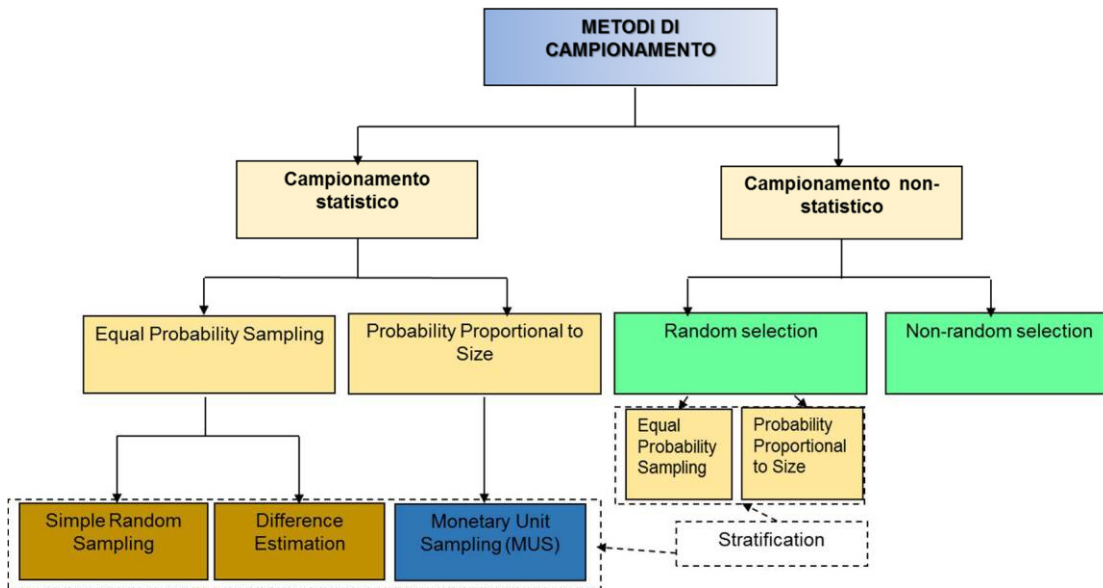 METODI DI
CAMPIONAMENTO
Campionamento
statistico
Campionamento non-
statistico
Equal Probability Sampling
Probability Proportional to
Size
Random selection
Non-random selection
Equal
Probability
Sampling
Probability
Proportional
to Size
Simple Random
Sampling
Difference
Estimation
Monetary Unit
Sampling (MUS)
Stratification